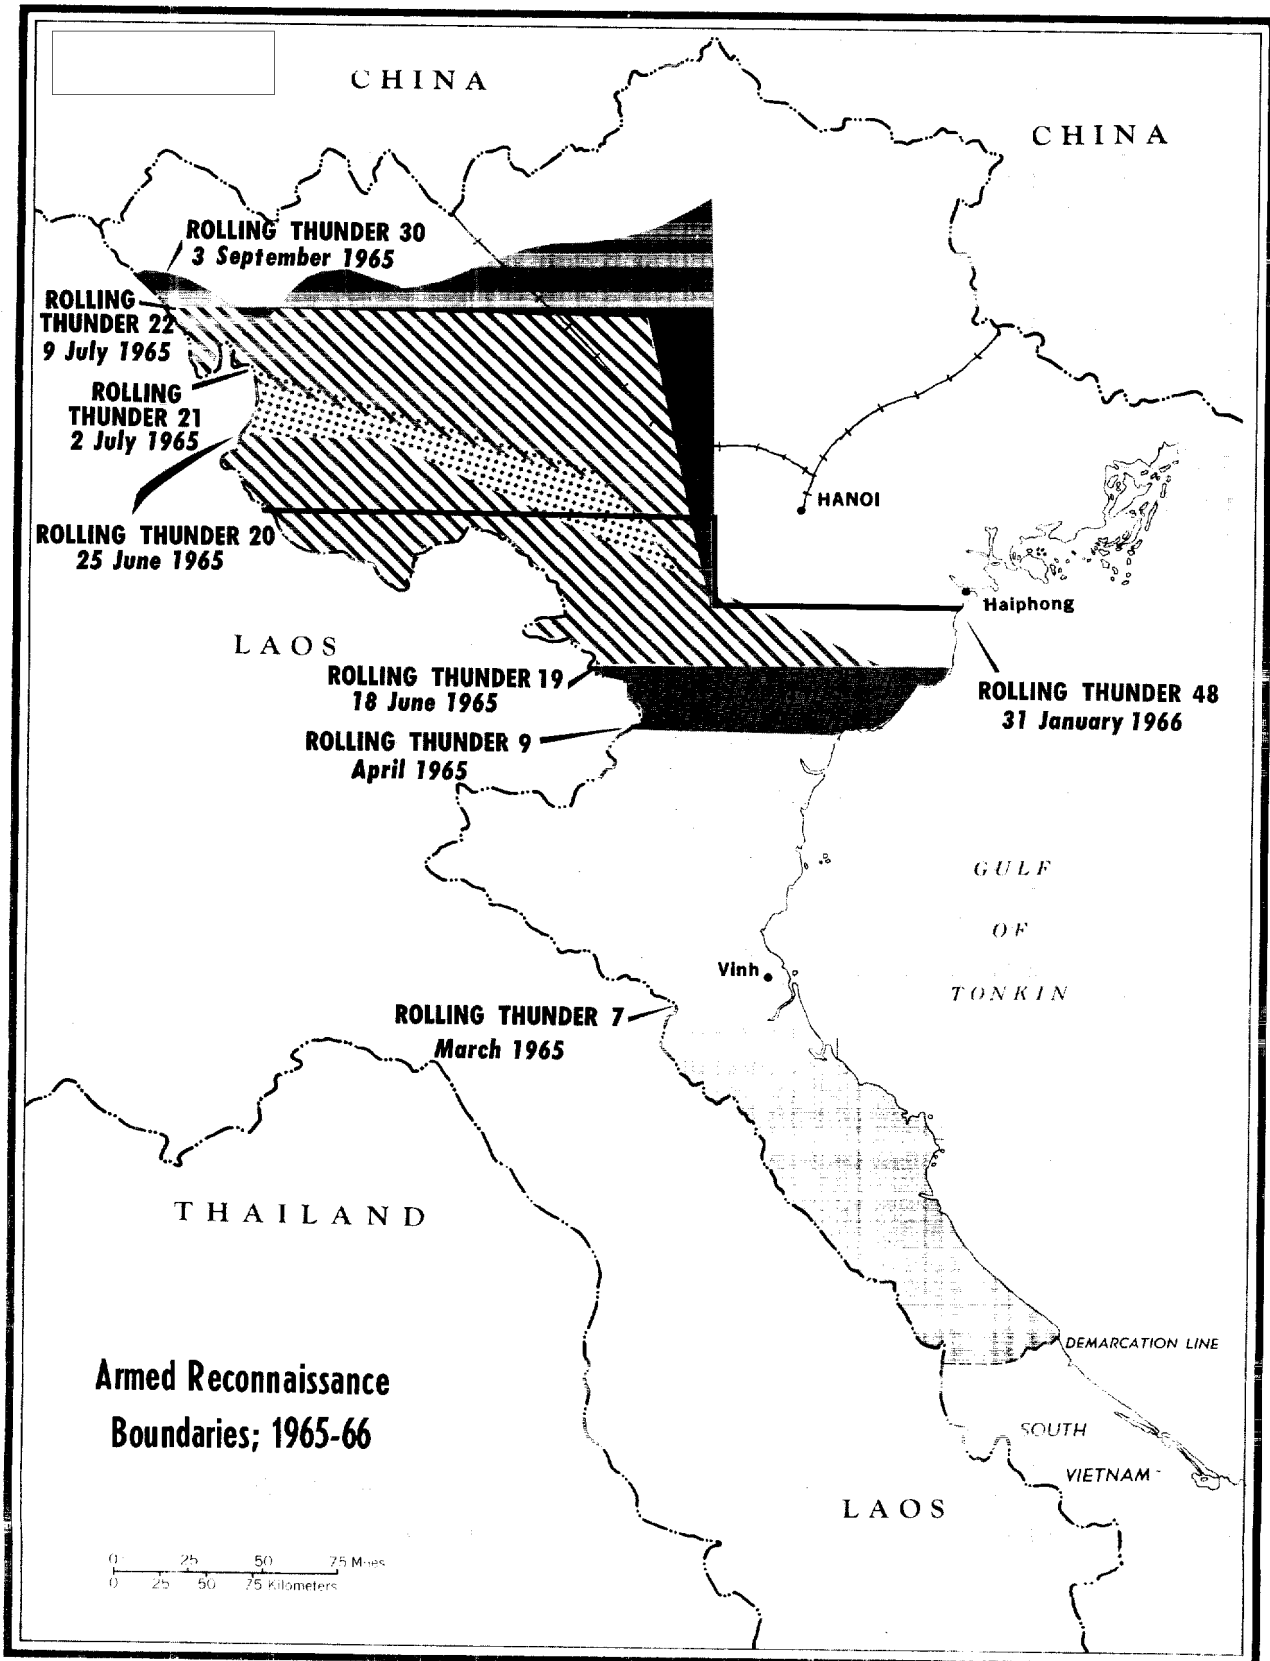 CHINA
CHINA
ROLLING THUNDER 30
3 September 1965
ROLLING
THUNDER 22
9 July 1965
ROLLING
THUNDER 21
2 July 1965
HANOI
ROLLING THUNDER 20
25 June 1965
Haiphong
LAOS
ROLLING THUNDER 19
18 June 1965
ROLLING THUNDER 48
31 January 1966
ROLLING THUNDER 9
April 1965
GULF
OF
TONKIN
Vinh
ROLLING THUNDER 7
March 1965
THAILAND
DEMARCATION LINE
Armed Reconnaissance
Boundaries; 1965-66
SOUTH
VIETNAM
LAOS
0 25 50 75 Miles
0 25 50 75 Kilometers